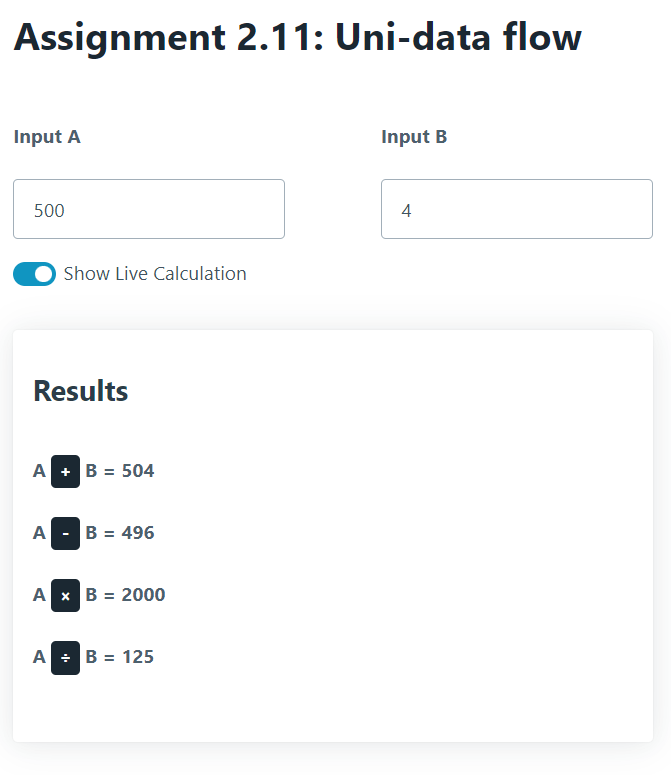 Assignment 2.11: Uni-data flow
Input A
Input B
500
4
Show Live Calculation
Results
A + B = 504
A - B = 496
A × B = 2000
A ÷ B = 125